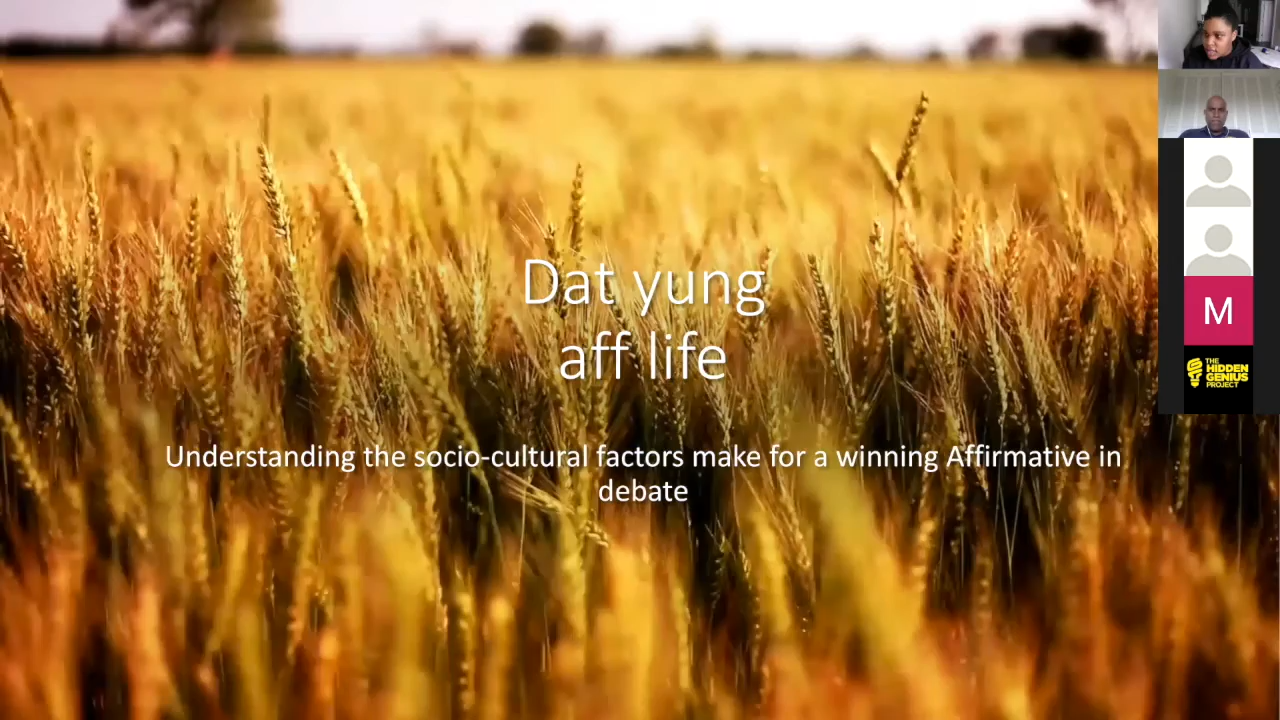 Dat yung
aff life
Understanding the socio-cultural factors make for a winning Affirmative in
debate
M
THE
HIDDEN
GENIUS
PROJECT